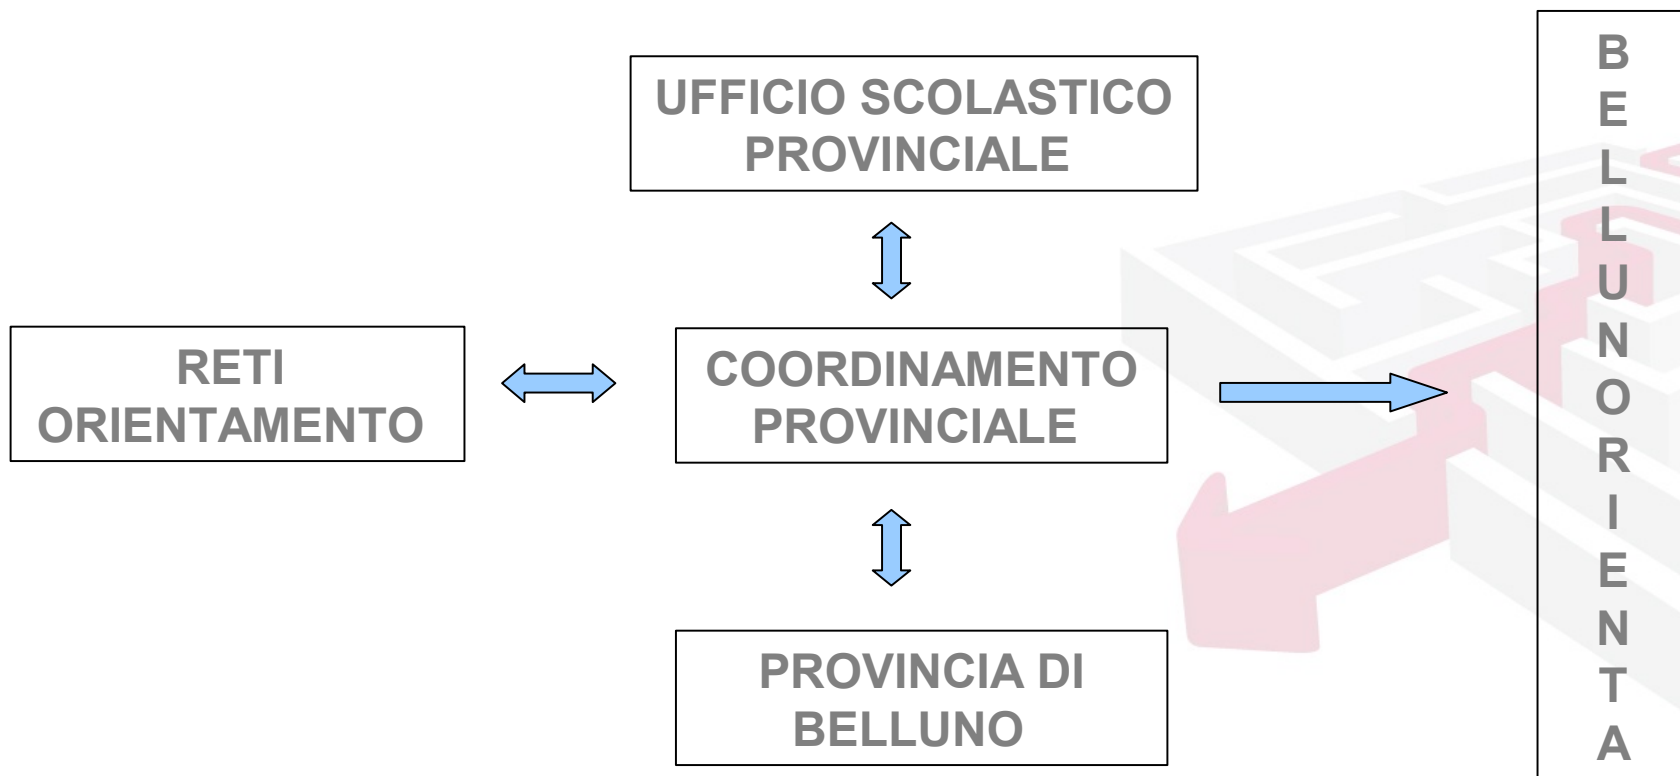 UFFICIO SCOLASTICO
PROVINCIALE
RETI
ORIENTAMENTO
COORDINAMENTO
PROVINCIALE
PROVINCIA DI
BELLUNO
B
E
L
L
U
N
O
R
I
E
N
T
A